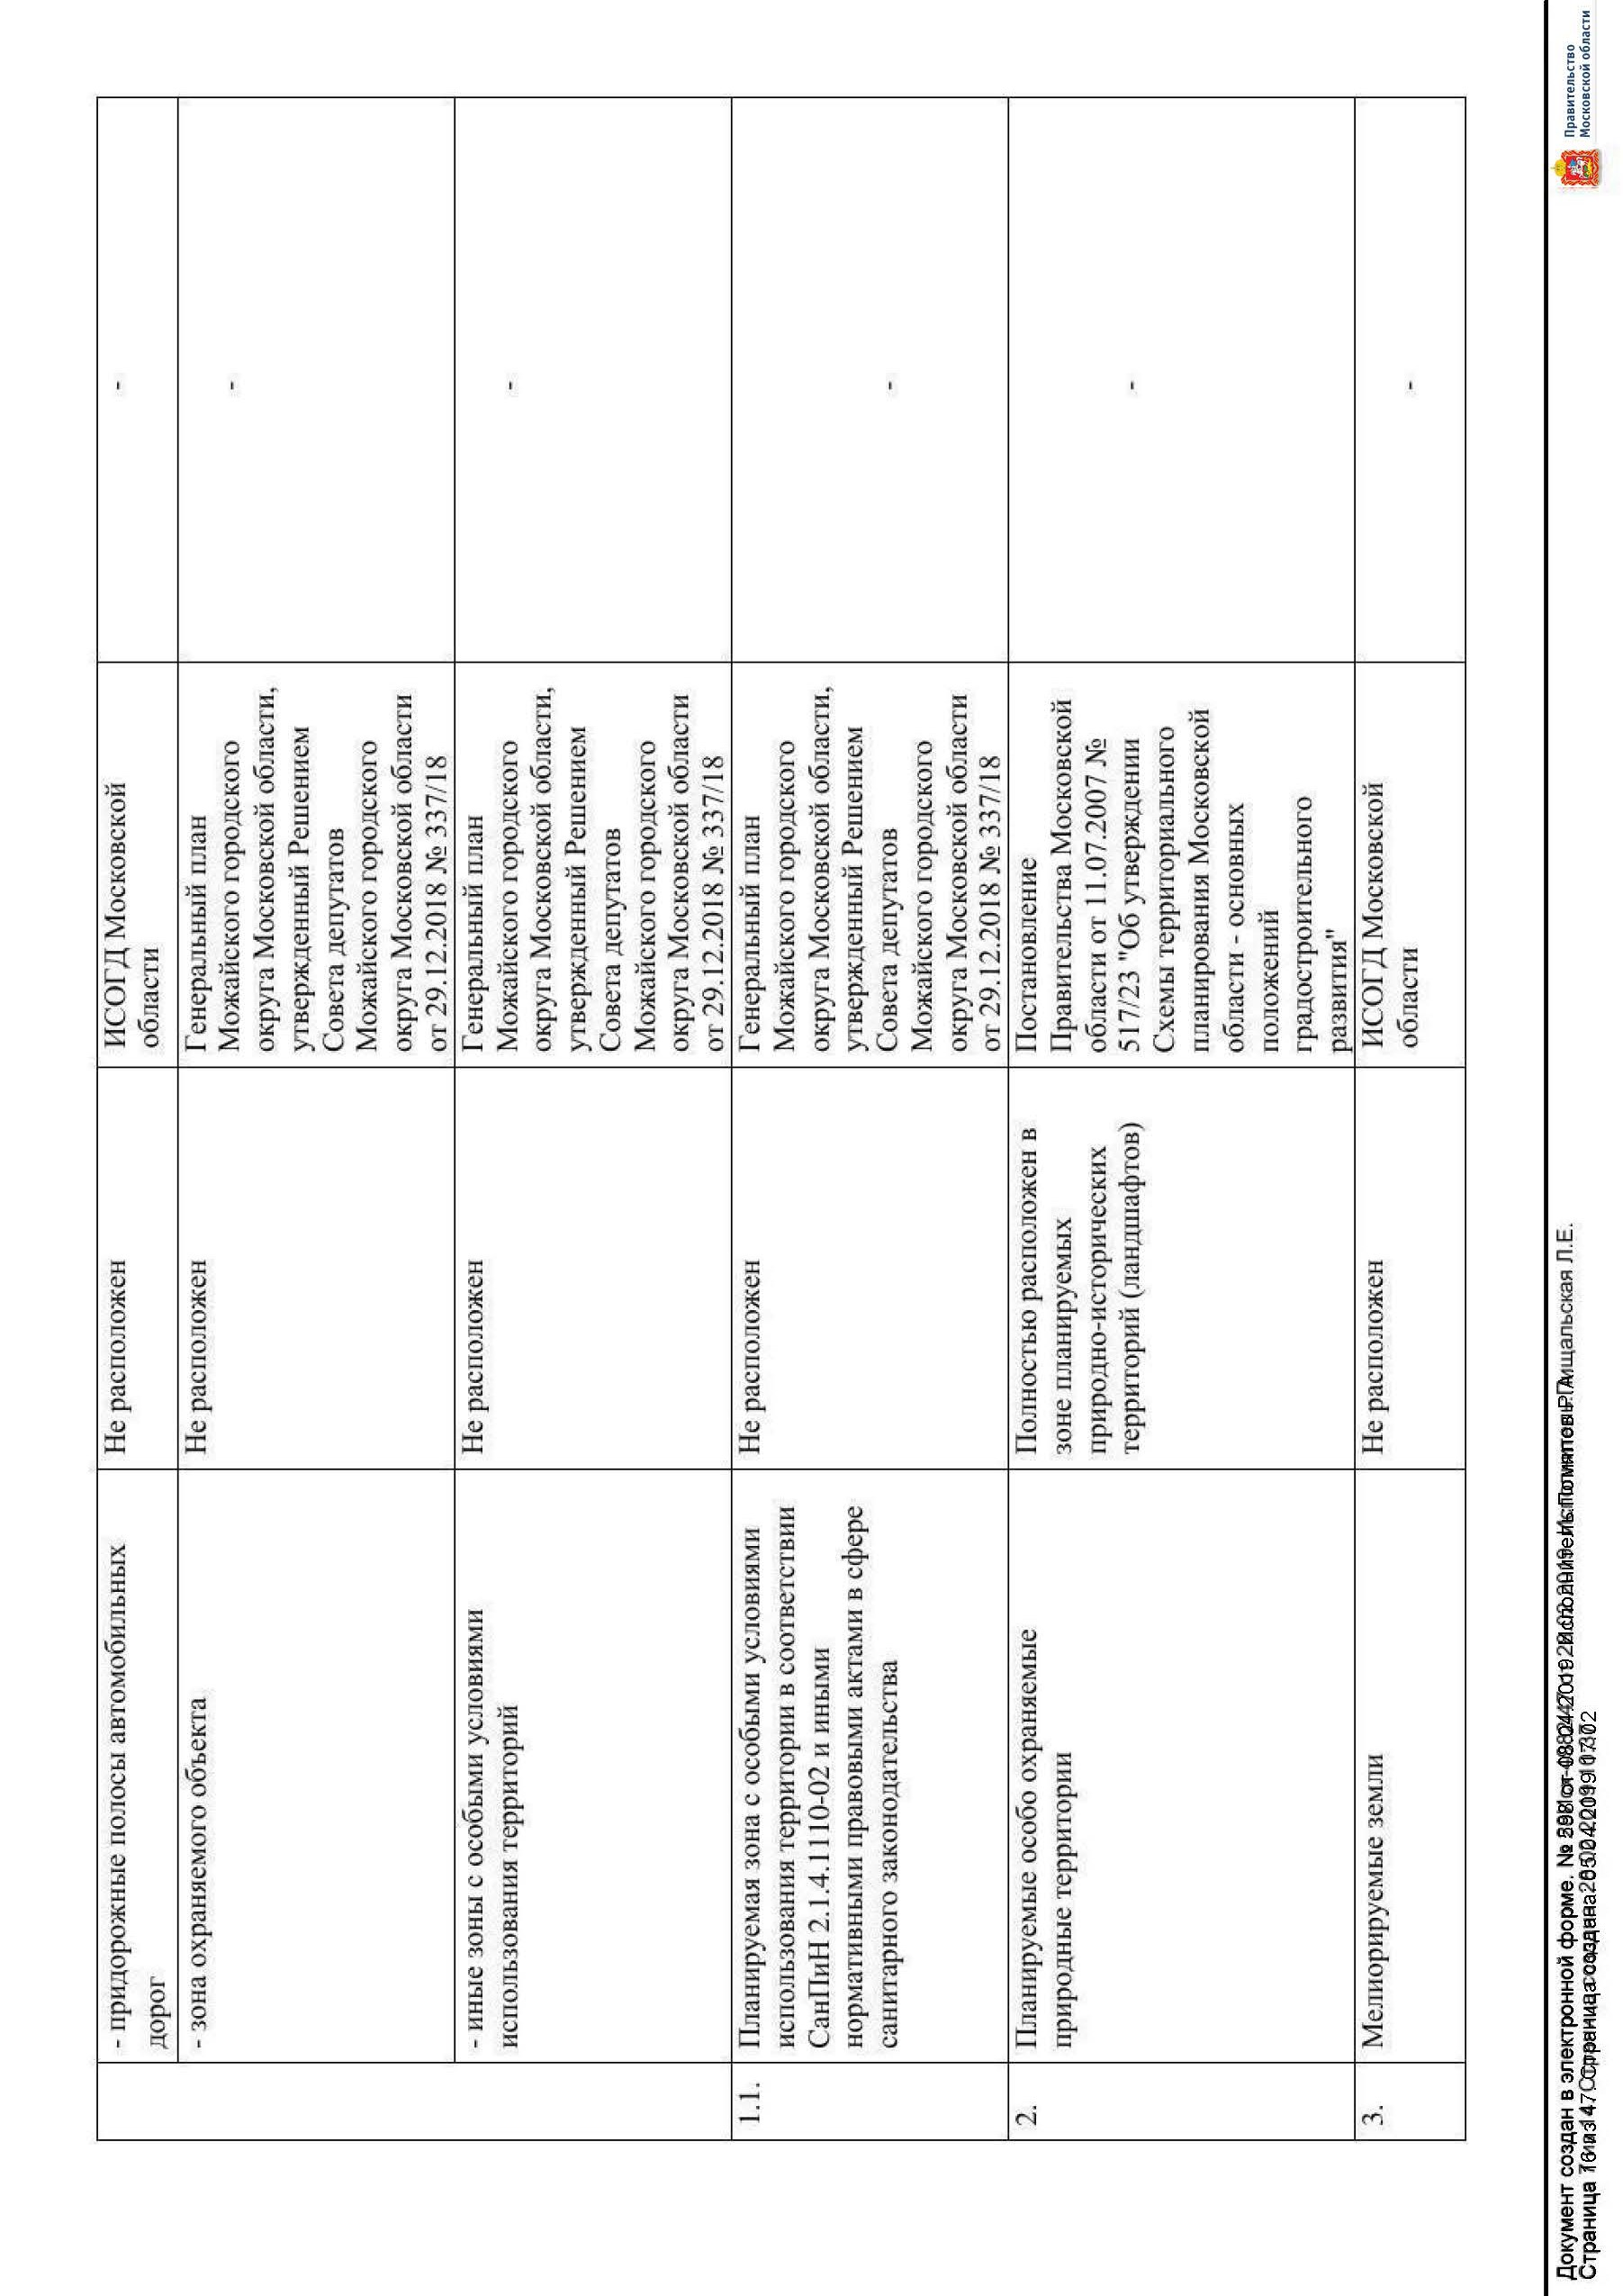 - придорожные полосы автомобильных
дорог
Не расположен
ИСОГД Московской
области
-
- зона охраняемого объекта
Не расположен
Генеральный план
Можайского городского
округа Московской области,
утвержденный Решением
Совета депутатов
Можайского городского
округа Московской области
от 29.12.2018 № 337/18
-
- иные зоны с особыми условиями
использования территорий
Не расположен
Генеральный план
Можайского городского
округа Московской области,
утвержденный Решением
Совета депутатов
Можайского городского
округа Московской области
от 29.12.2018 № 337/18
-
1.1.
Планируемая зона с особыми условиями
использования территории в соответствии
СанПиН 2.1.4.1110-02 и иными
нормативными правовыми актами в сфере
санитарного законодательства
Не расположен
Генеральный план
Можайского городского
округа Московской области,
утвержденный Решением
Совета депутатов
Можайского городского
округа Московской области
от 29.12.2018 № 337/18
-
2.
Планируемые особо охраняемые
природные территории
Полностью расположен в
зоне планируемых
природно-исторических
территорий (ландшафтов)
Постановление
Правительства Московской
области от 11.07.2007 №
517/23 "Об утверждении
Схемы территориального
планирования Московской
области - основных
положений
градостроительного
развития"
-
3.
Мелиорируемые земли
Не расположен
ИСОГД Московской
области
-
Документ создан в электронной форме. №
Страница
Правительство
Московской области